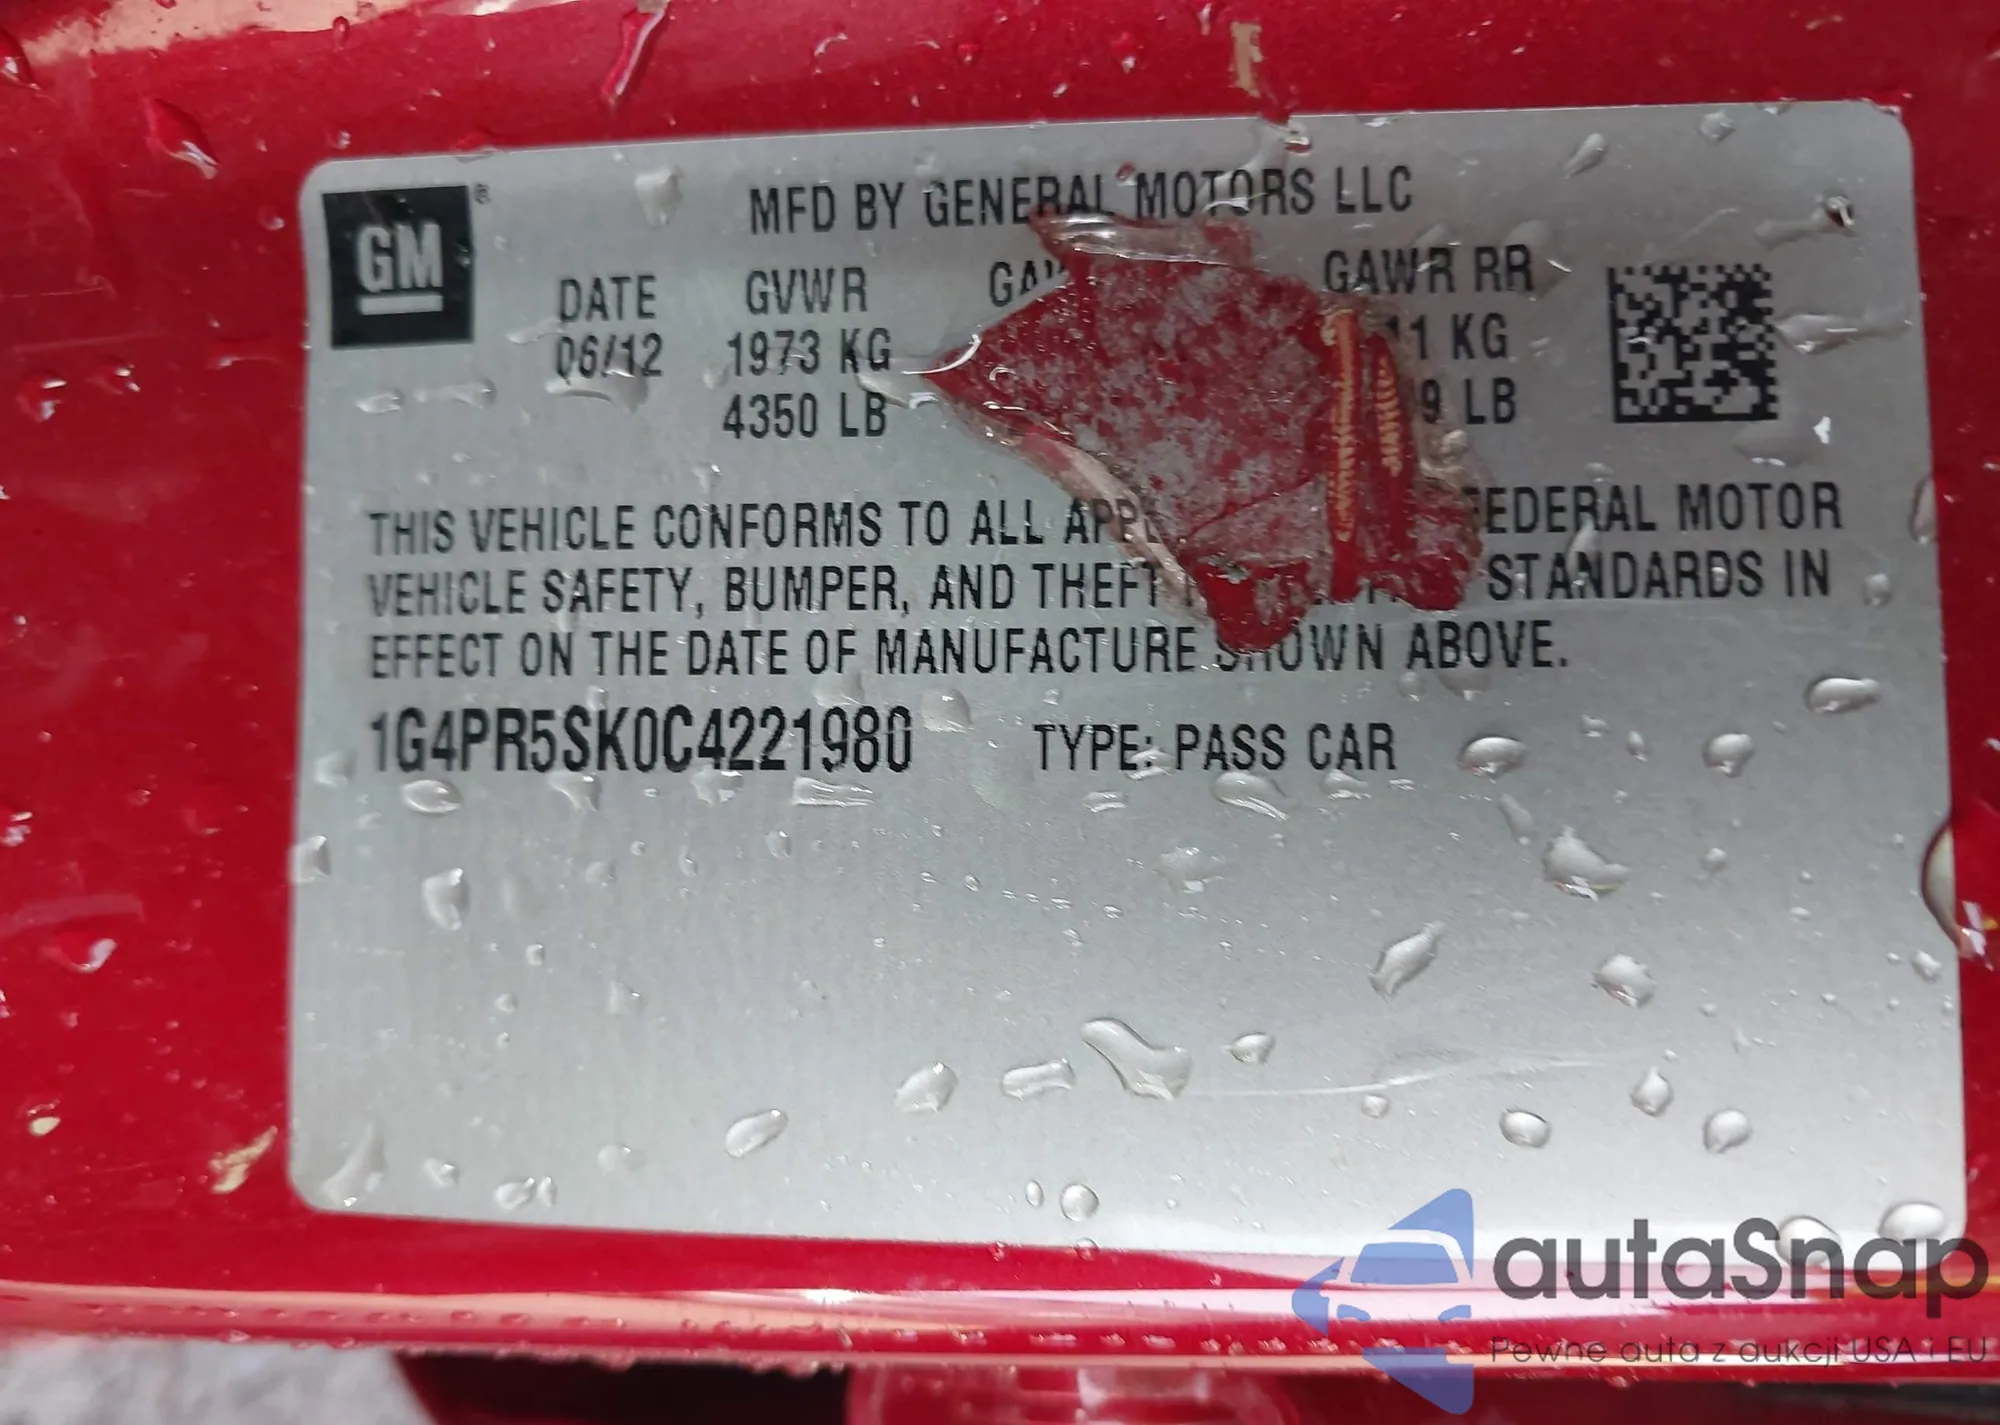 GM ®
MFD BY GENERAL MOTORS LLC
DATE GVWR GAWR RR
06/12 1973 KG KG
4350 LB LB
THIS VEHICLE CONFORMS TO ALL FEDERAL MOTOR
VEHICLE SAFETY, BUMPER, AND THEFT STANDARDS IN
EFFECT ON THE DATE OF MANUFACTURE SHOWN ABOVE.
1G4PR5SK0C4221980 TYPE: PASS CAR
autaSnap
Pewne auta z aukcji USA i EU